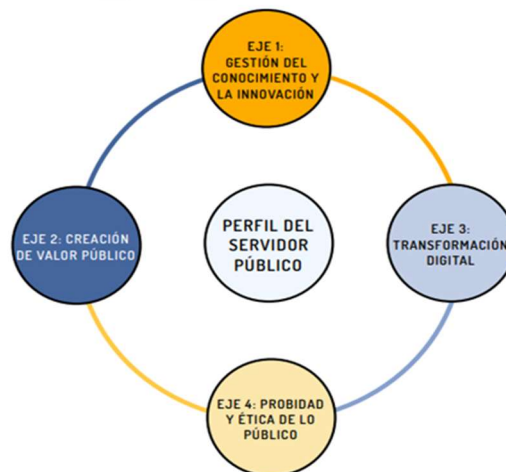 EJE 1:
GESTIÓN DEL
CONOCIMIENTO Y
LA INNOVACIÓN
EJE 2: CREACIÓN
DE VALOR PÚBLICO
PERFIL DEL
SERVIDOR
PÚBLICO
EJE 3:
TRANSFORMACIÓN
DIGITAL
EJE 4: PROBIDAD
Y ÉTICA DE LO
PÚBLICO